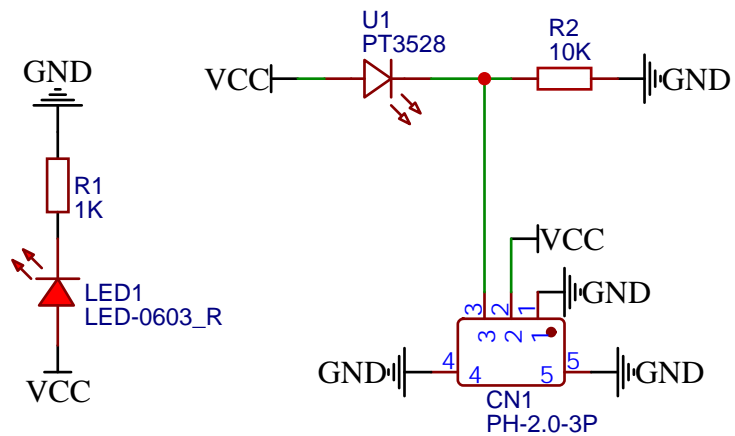 U1
PT3528
R2
10K
GND
VCC
GND
R1
1K
VCC
LED1
LED-0603_R
GND
3
2
1
3
2
1
GND
4
4
5
5
GND
VCC
CN1
PH-2.0-3P